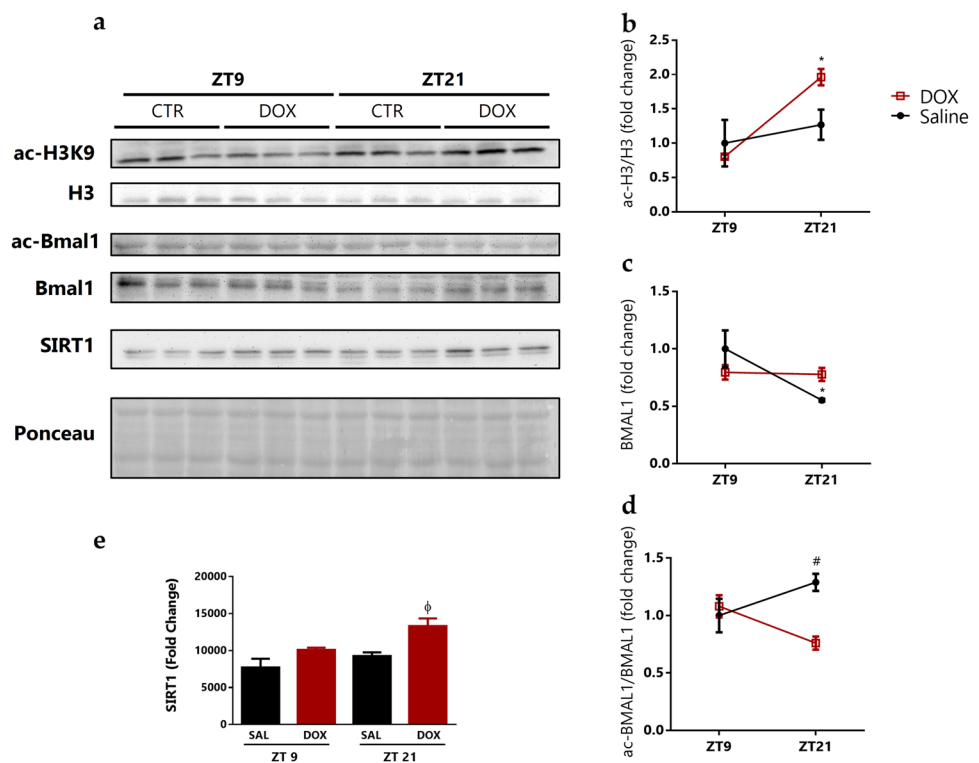 a
ZT9 ZT21
CTR DOX CTR DOX
ac-H3K9
H3
ac-Bmal1
Bmal1
SIRT1
Ponceau
b
ac-H3/H3 (fold change)
2.5
2.0
1.5
1.0
0.5
0.0
*
ZT9 ZT21
DOX
Saline
c
BMAL1 (fold change)
1.5
1.0
0.5
0.0
*
ZT9 ZT21
d
ac-BMAL1/BMAL1 (fold change)
1.5
1.0
0.5
0.0
#
ZT9 ZT21
e
SIRT1 (Fold Change)
20000
15000
10000
5000
0
ϕ
SAL DOX SAL DOX
ZT 9 ZT 21